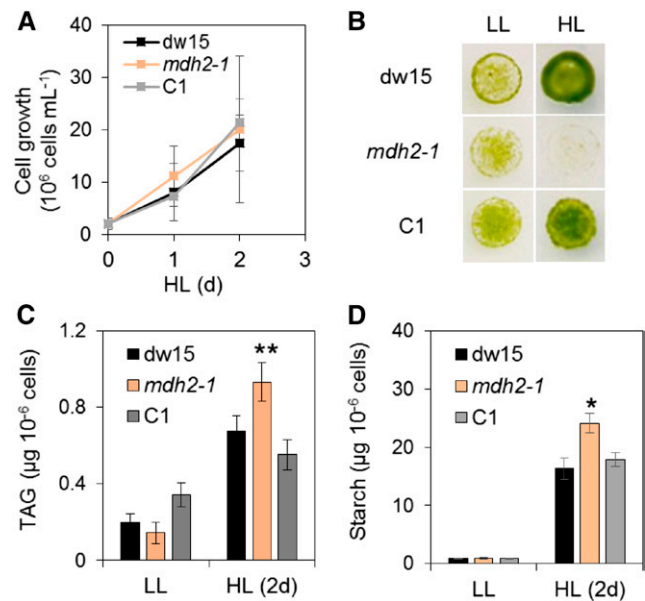 A
dw15
mdh2-1
C1
Cell growth
(10⁶ cells mL⁻¹)
40
30
20
10
0
0 1 2 3
HL (d)
B
LL HL
dw15
mdh2-1
C1
C
dw15
mdh2-1
C1
**
TAG (µg 10⁻⁶ cells)
1.2
0.8
0.4
0
LL HL (2d)
D
dw15
mdh2-1
C1
*
Starch (µg 10⁻⁶ cells)
40
30
20
10
0
LL HL (2d)